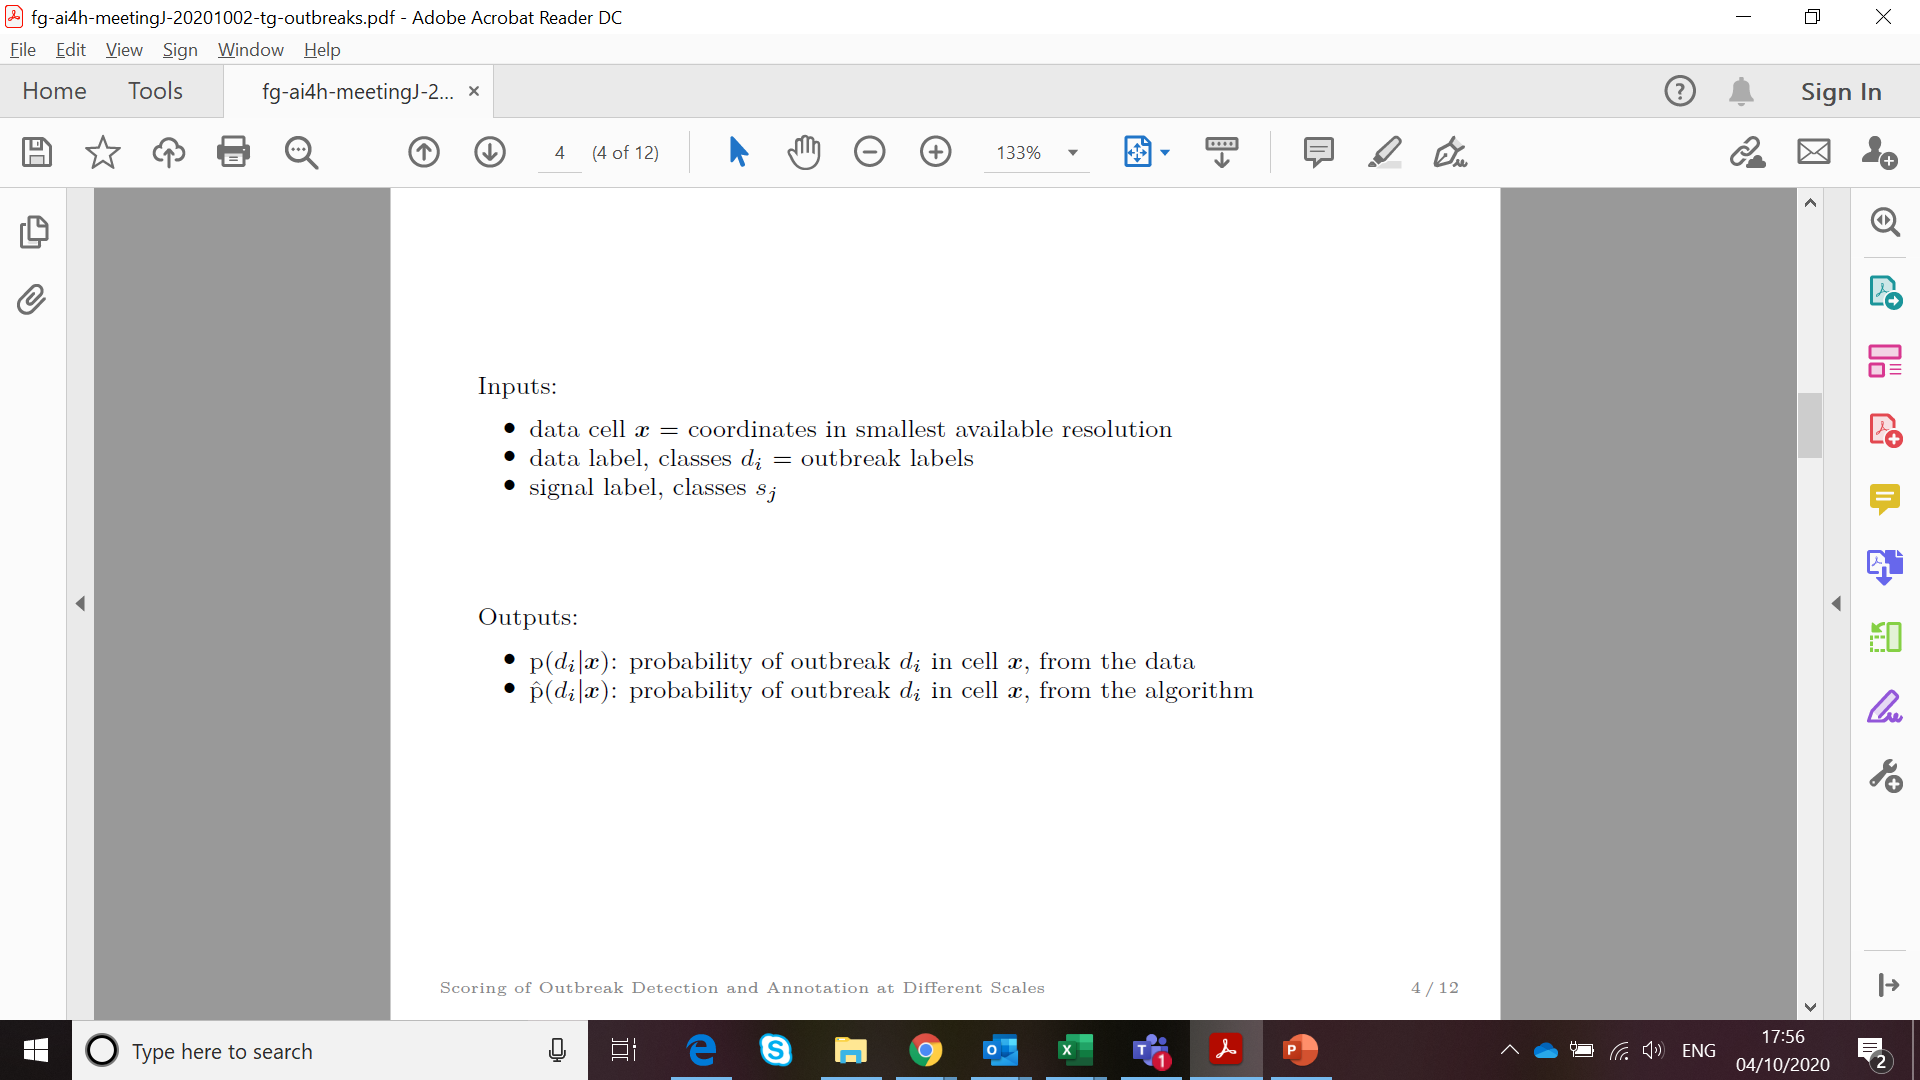 fg-ai4h-meetingJ-20201002-tg-outbreaks.pdf - Adobe Acrobat Reader DC
File Edit View Sign Window Help
Home Tools fg-ai4h-meetingJ-2... × Sign In
4 (4 of 12) 133%
Inputs:
• data cell x = coordinates in smallest available resolution
• data label, classes dᵢ = outbreak labels
• signal label, classes sⱼ
Outputs:
• p(dᵢ|x): probability of outbreak dᵢ in cell x, from the data
• p̂(dᵢ|x): probability of outbreak dᵢ in cell x, from the algorithm
Scoring of Outbreak Detection and Annotation at Different Scales 4 / 12
Type here to search
ENG
17:56
04/10/2020
1
2